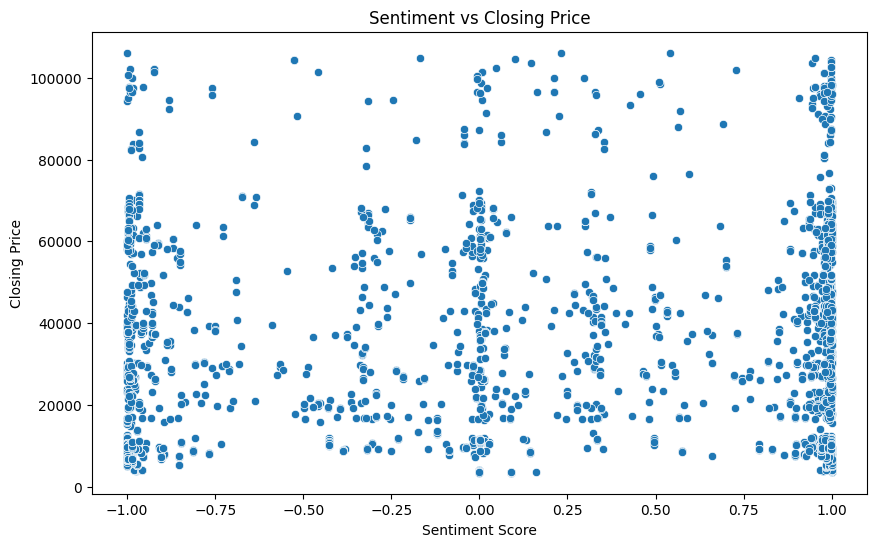 Sentiment vs Closing Price
Closing Price
100000
80000
60000
40000
20000
0
−1.00 −0.75 −0.50 −0.25 0.00 0.25 0.50 0.75 1.00
Sentiment Score